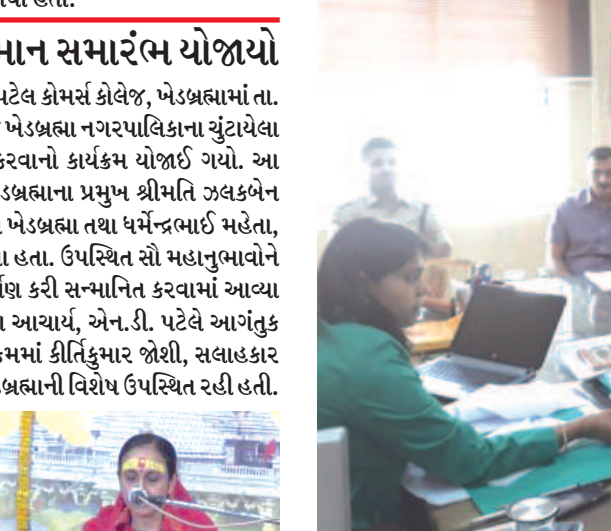 માન સમારંભ યોજાયો
પટેલ કોમર્સ કોલેજ, ખેડબ્રહ્મામાં તા.
ખેડબ્રહ્મા નગરપાલિકાના ચુંટાયેલા
કરવાનો કાર્યક્રમ યોજાઈ ગયો. આ
ડબ્રહ્માના પ્રમુખ શ્રીમતિ ઝલકબેન
ખેડબ્રહ્મા તથા ધર્મેન્દ્રભાઈ મહેતા,
ા હતા. ઉપસ્થિત સૌ મહાનુભાવોને
ર્પણ કરી સન્માનિત કરવામાં આવ્યા
આચાર્ય, એન.ડી. પટેલે આગંતુક
ક્રમમાં કીર્તિકુમાર જોશી, સલાહકાર
ડબ્રહ્માની વિશેષ ઉપસ્થિત રહી હતી.